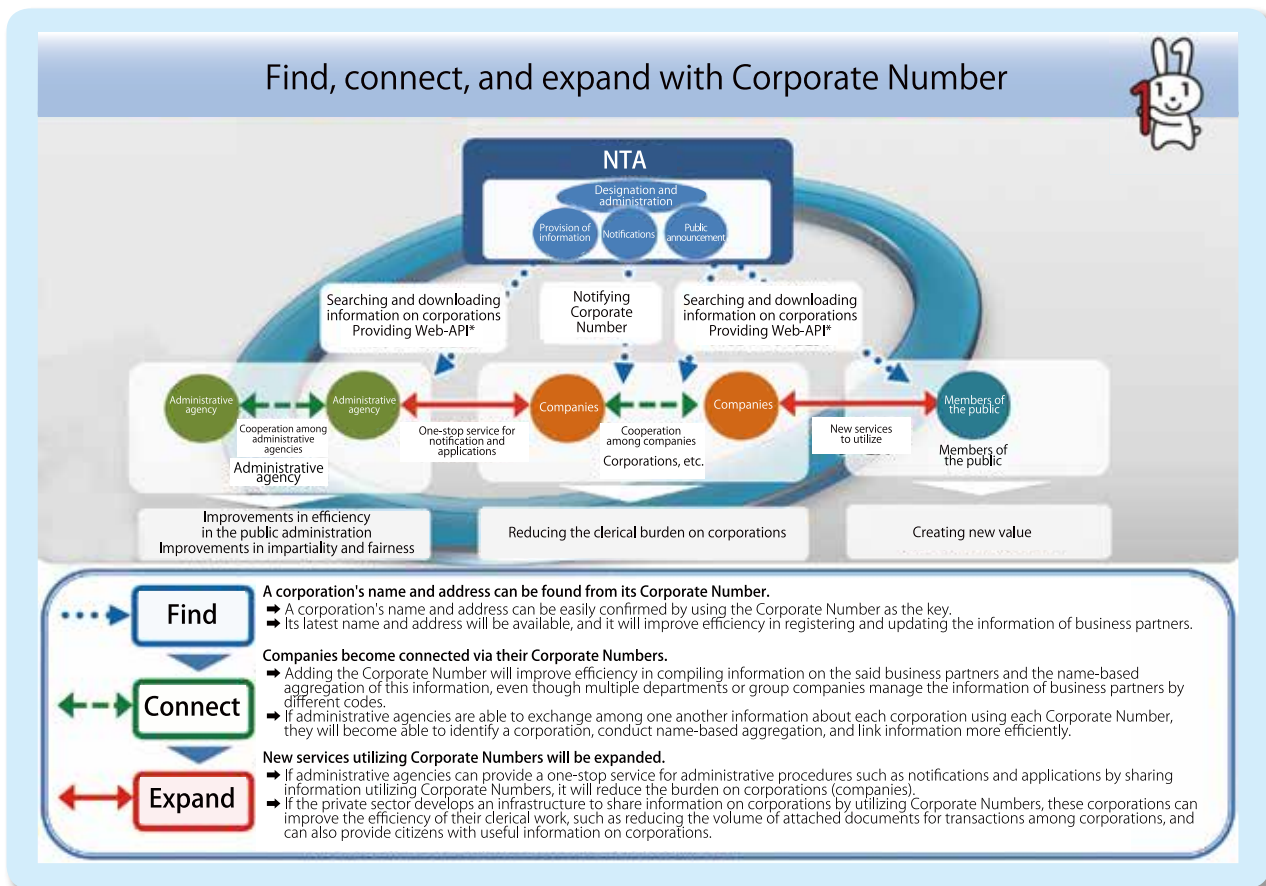 Find, connect, and expand with Corporate Number
1
NTA
Designation and
administration
Provision of
information
Notifications
Public
announcement
Searching and downloading
information on corporations
Providing Web-API*
Notifying
Corporate
Number
Searching and downloading
information on corporations
Providing Web-API*
Administrative
agency
Administrative
agency
Companies
Companies
Members of
the public
Cooperation among
administrative
agencies
Administrative
agency
One-stop service for
notification and
applications
Cooperation
among companies
Corporations, etc.
New services
to utilize
Members of
the public
Improvements in efficiency
in the public administration
Improvements in impartiality and fairness
Reducing the clerical burden on corporations
Creating new value
Find
A corporation's name and address can be found from its Corporate Number.
➡ A corporation's name and address can be easily confirmed by using the Corporate Number as the key.
➡ Its latest name and address will be available, and it will improve efficiency in registering and updating the information of business partners.
Connect
Companies become connected via their Corporate Numbers.
➡ Adding the Corporate Number will improve efficiency in compiling information on the said business partners and the name-based
aggregation of this information, even though multiple departments or group companies manage the information of business partners by
different codes.
➡ If administrative agencies are able to exchange among one another information about each corporation using each Corporate Number,
they will become able to identify a corporation, conduct name-based aggregation, and link information more efficiently.
Expand
New services utilizing Corporate Numbers will be expanded.
➡ If administrative agencies can provide a one-stop service for administrative procedures such as notifications and applications by sharing
information utilizing Corporate Numbers, it will reduce the burden on corporations (companies).
➡ If the private sector develops an infrastructure to share information on corporations by utilizing Corporate Numbers, these corporations can
improve the efficiency of their clerical work, such as reducing the volume of attached documents for transactions among corporations, and
can also provide citizens with useful information on corporations.